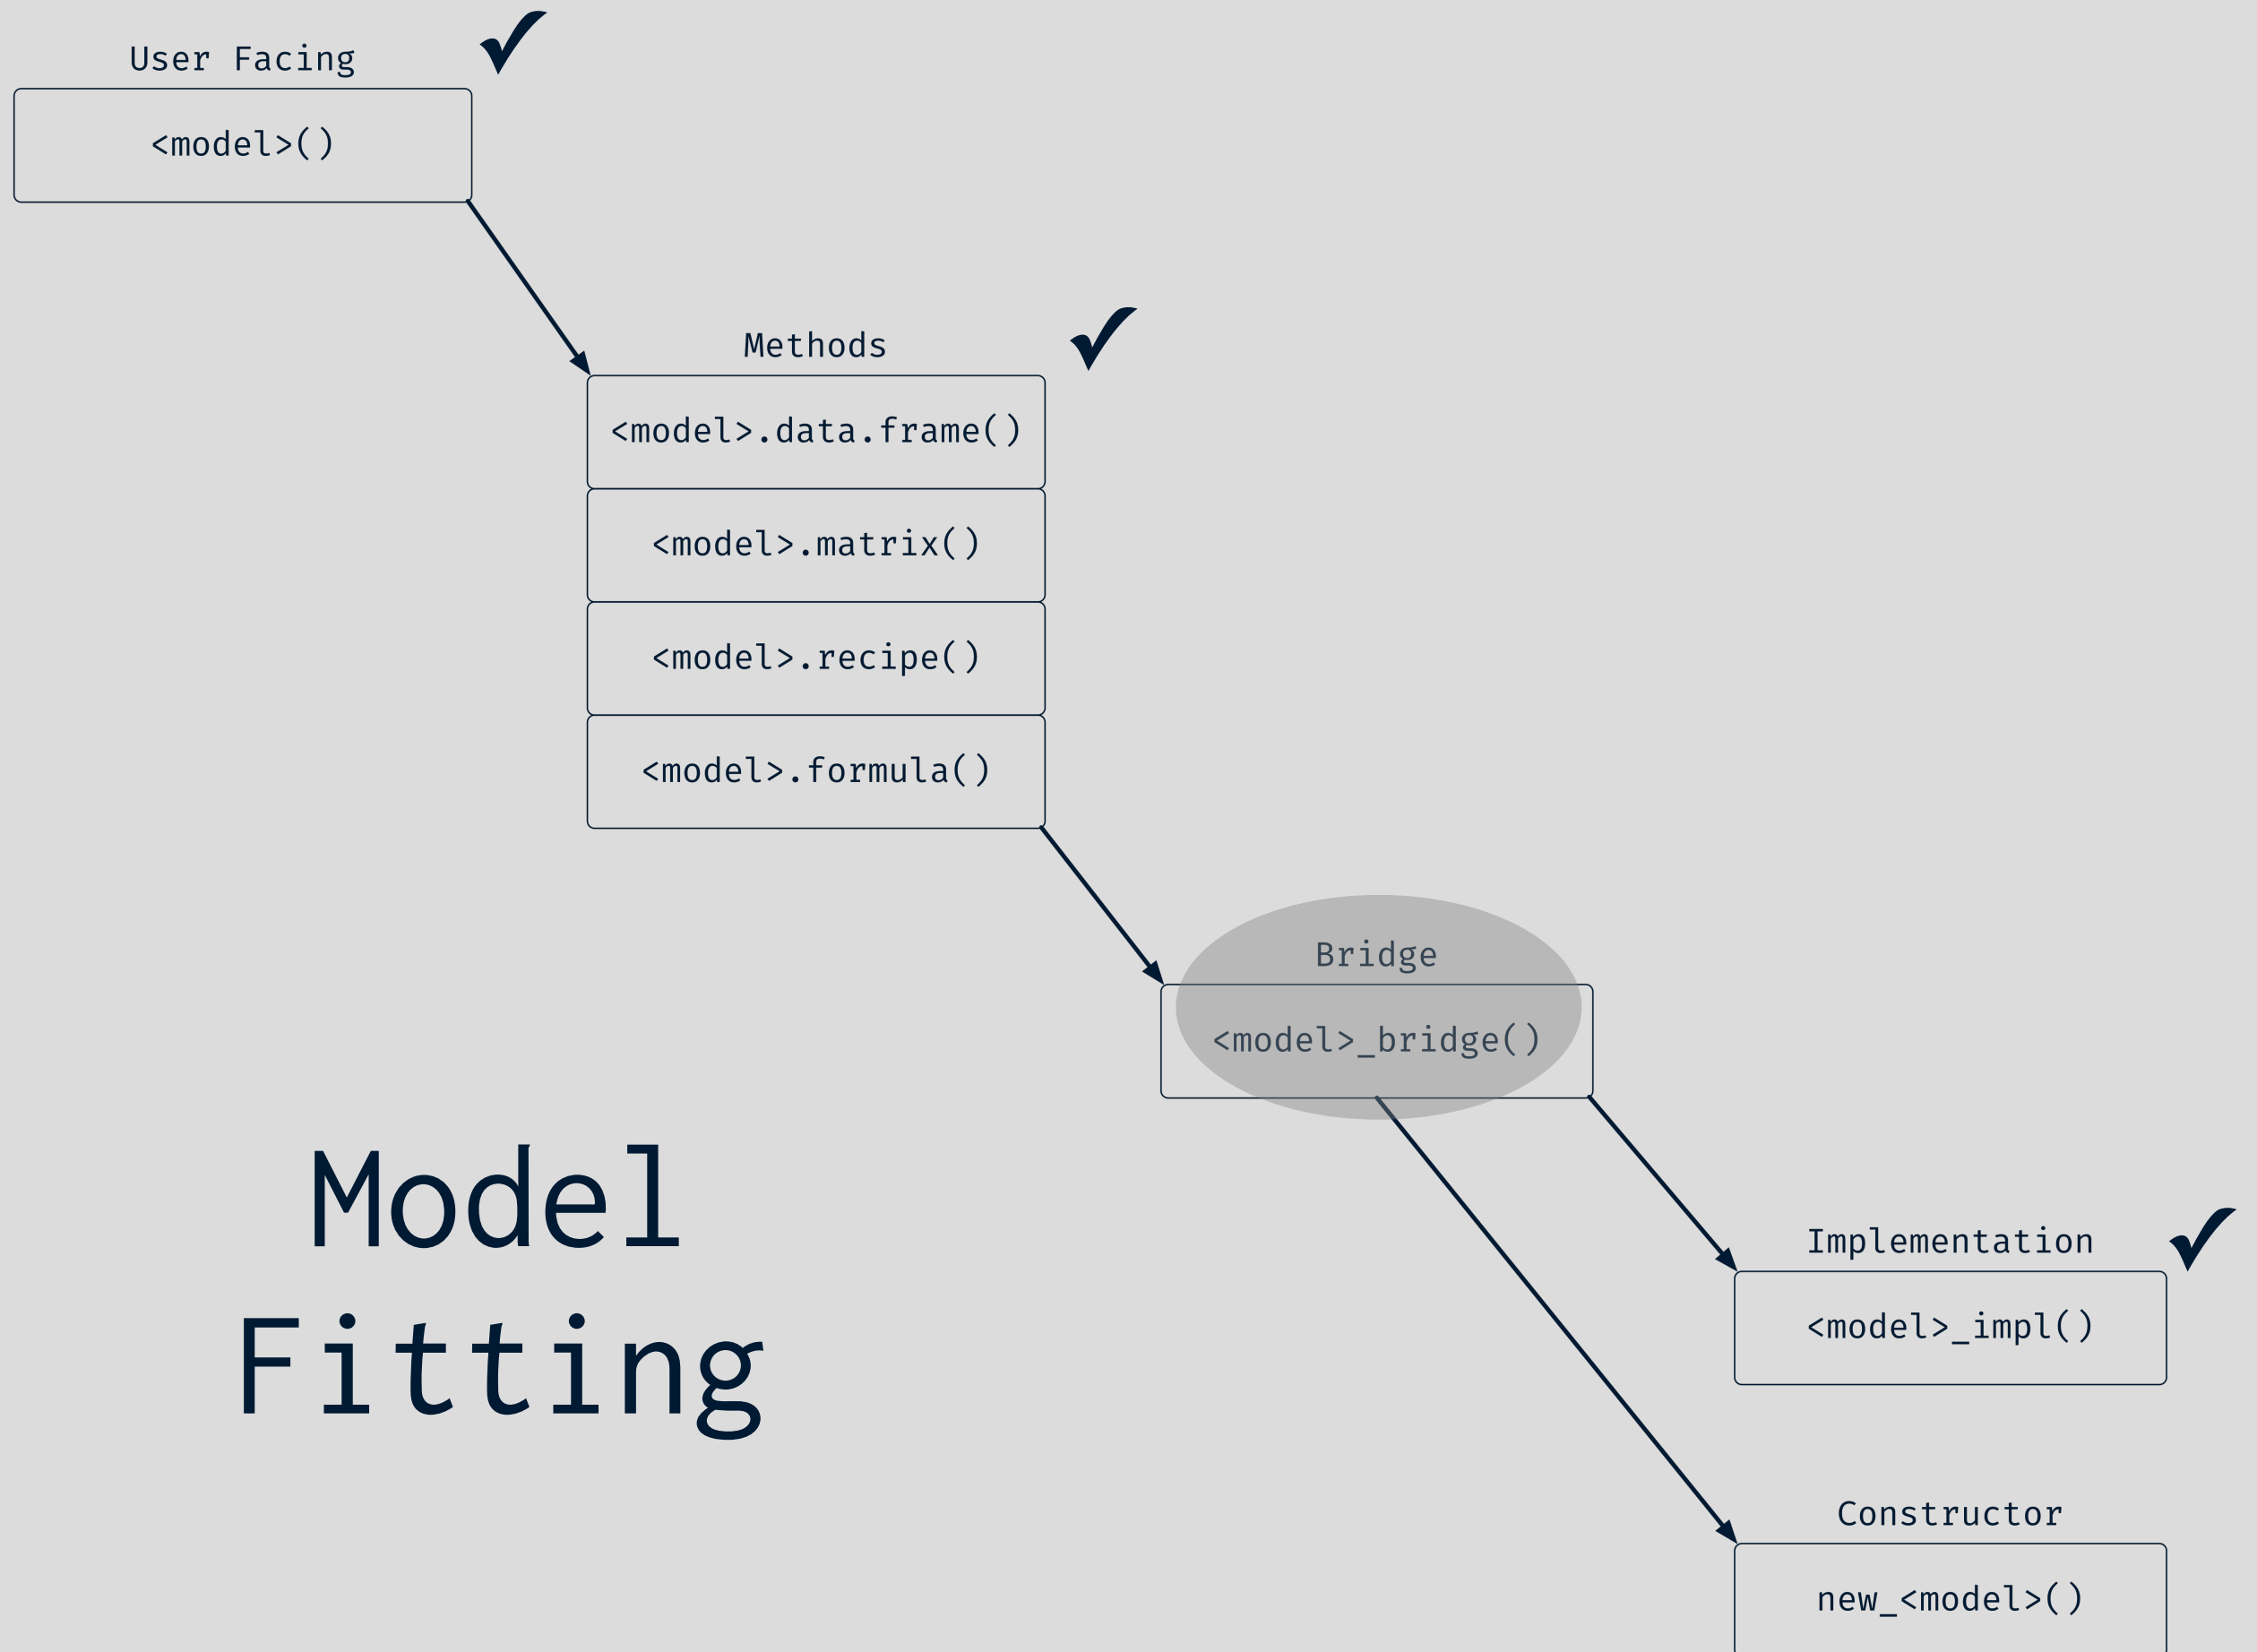 User Facing
<model>()
Methods
<model>.data.frame()
<model>.matrix()
<model>.recipe()
<model>.formula()
Bridge
<model>_bridge()
Model
Fitting
Implementation
<model>_impl()
Constructor
new_<model>()